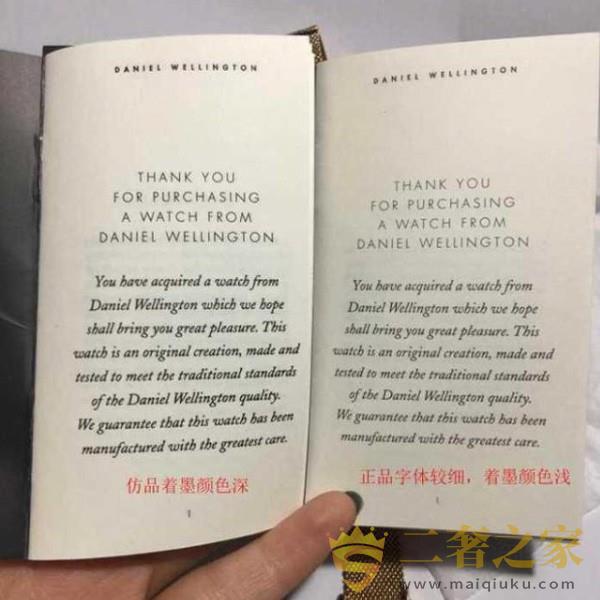 DANIEL WELLINGTON
THANK YOU
FOR PURCHASING
A WATCH FROM
DANIEL WELLINGTON
You have acquired a watch from
Daniel Wellington which we hope
shall bring you great pleasure. This
watch is an original creation, made and
tested to meet the traditional standards
of the Daniel Wellington quality.
We guarantee that this watch has been
manufactured with the greatest care.
仿品着墨颜色深
1
DANIEL WELLINGTON
THANK YOU
FOR PURCHASING
A WATCH FROM
DANIEL WELLINGTON
You have acquired a watch from
Daniel Wellington which we hope
shall bring you great pleasure. This
watch is an original creation, made and
tested to meet the traditional standards
of the Daniel Wellington quality.
We guarantee that this watch has been
manufactured with the greatest care.
正品字体较细，着墨颜色浅
1
二奢之家
www.maiqiuku.com